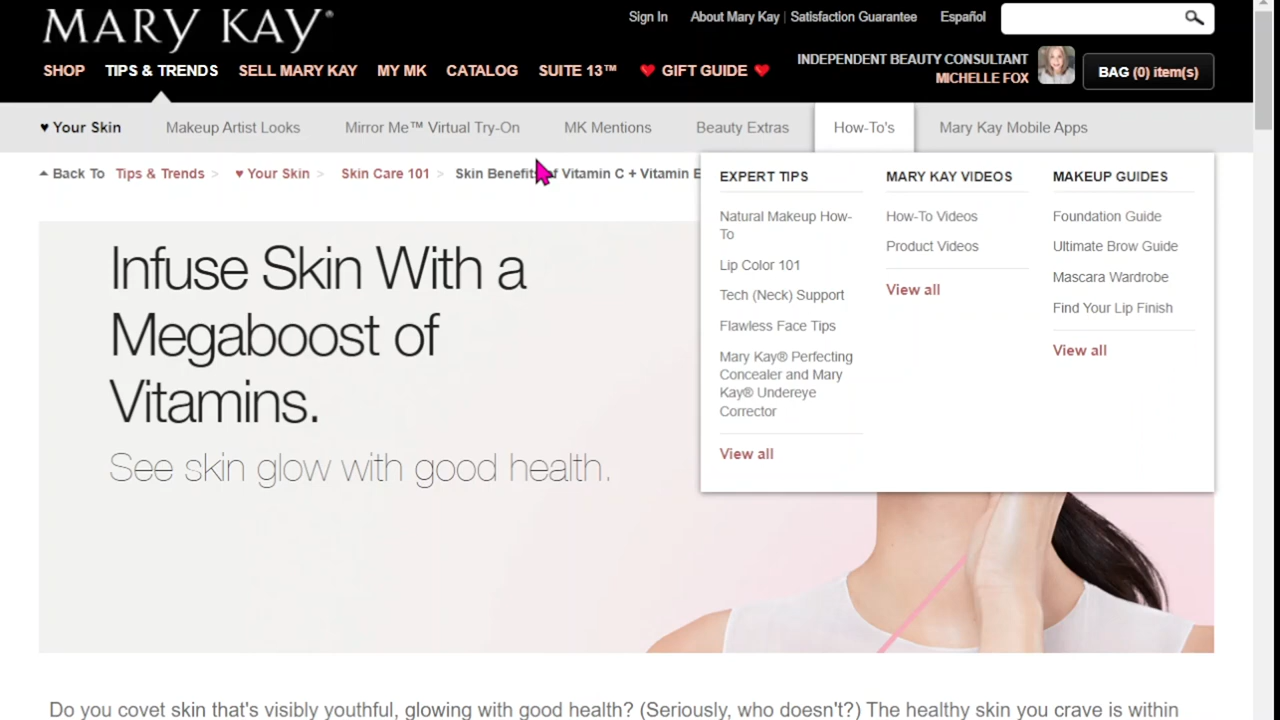 MARY KAY®
Sign In
About Mary Kay | Satisfaction Guarantee
Español
SHOP
TIPS & TRENDS
SELL MARY KAY
MY MK
CATALOG
SUITE 13™
♥ GIFT GUIDE ♥
INDEPENDENT BEAUTY CONSULTANT
MICHELLE FOX
BAG (0) item(s)
♥ Your Skin
Makeup Artist Looks
Mirror Me™ Virtual Try-On
MK Mentions
Beauty Extras
How-To's
Mary Kay Mobile Apps
Back To Tips & Trends > ♥ Your Skin > Skin Care 101 > Skin Benefits of Vitamin C + Vitamin E
EXPERT TIPS
Natural Makeup How-
To
Lip Color 101
Tech (Neck) Support
Flawless Face Tips
Mary Kay® Perfecting
Concealer and Mary
Kay® Undereye
Corrector
View all
MARY KAY VIDEOS
How-To Videos
Product Videos
View all
MAKEUP GUIDES
Foundation Guide
Ultimate Brow Guide
Mascara Wardrobe
Find Your Lip Finish
View all
Infuse Skin With a
Megaboost of
Vitamins.
See skin glow with good health.
Do you covet skin that's visibly youthful, glowing with good health? (Seriously, who doesn't?) The healthy skin you crave is within